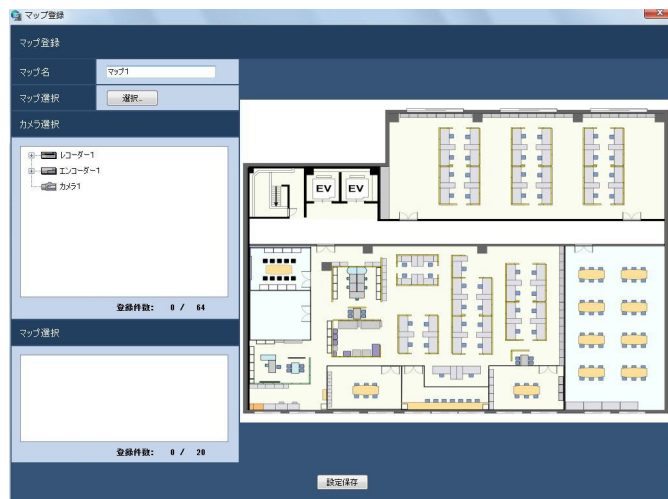 マップ登録
マップ登録
マップ名 マップ1
マップ選択 選択...
カメラ選択
レコーダー1
エンコーダー1
カメラ1
登録件数: 0 / 64
マップ選択
登録件数: 0 / 20
EV EV
設定保存